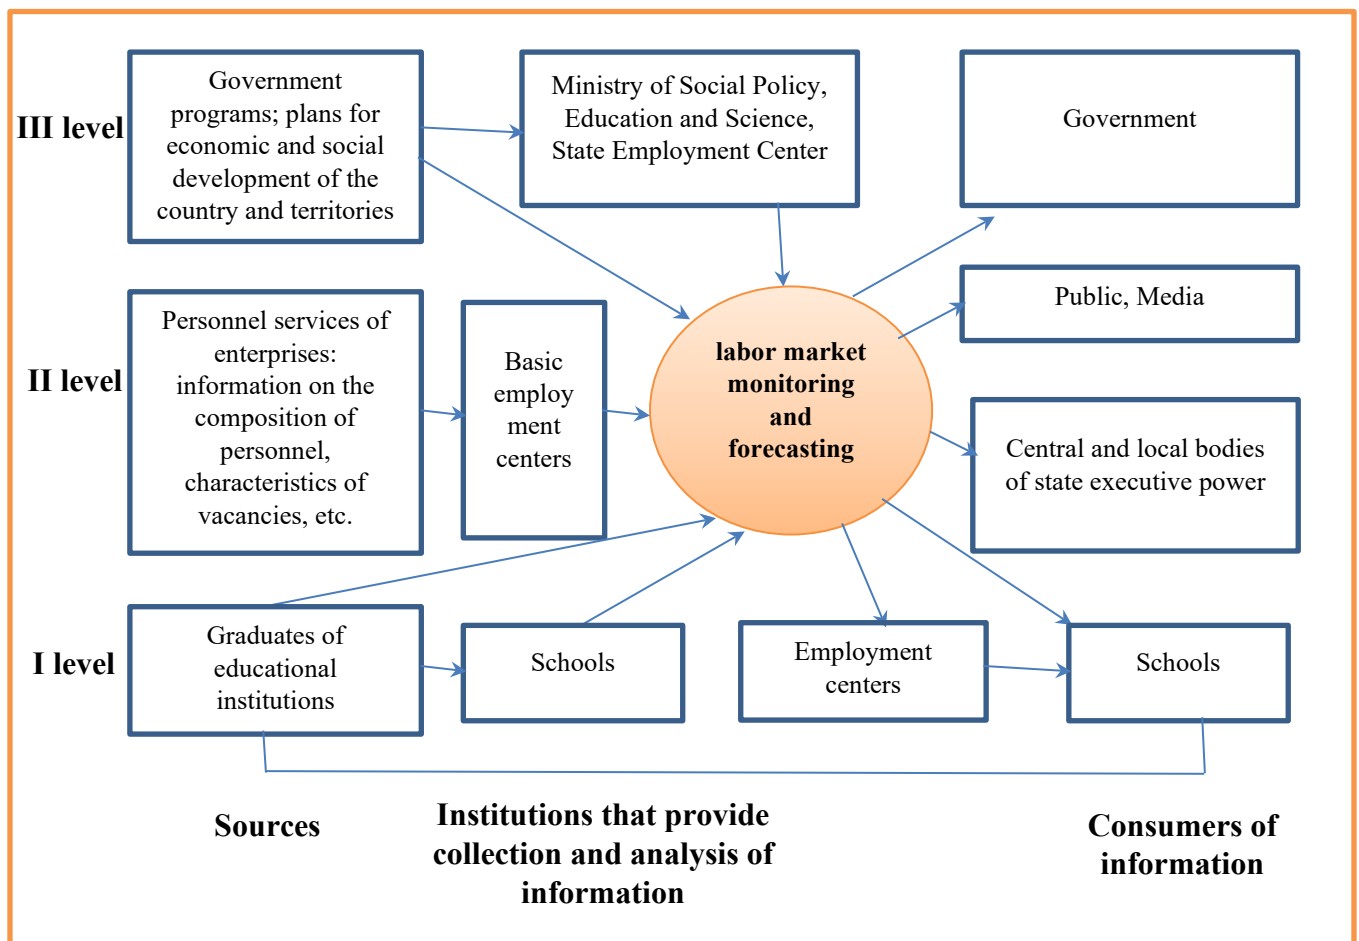 III level
Government
programs; plans for
economic and social
development of the
country and territories
Ministry of Social Policy,
Education and Science,
State Employment Center
Government
Public, Media
II level
Personnel services of
enterprises:
information on the
composition of
personnel,
characteristics of
vacancies, etc.
Basic
employ
ment
centers
labor market
monitoring
and
forecasting
Central and local bodies
of state executive power
I level
Graduates of
educational
institutions
Schools
Employment
centers
Schools
Sources
Institutions that provide
collection and analysis of
information
Consumers of
information